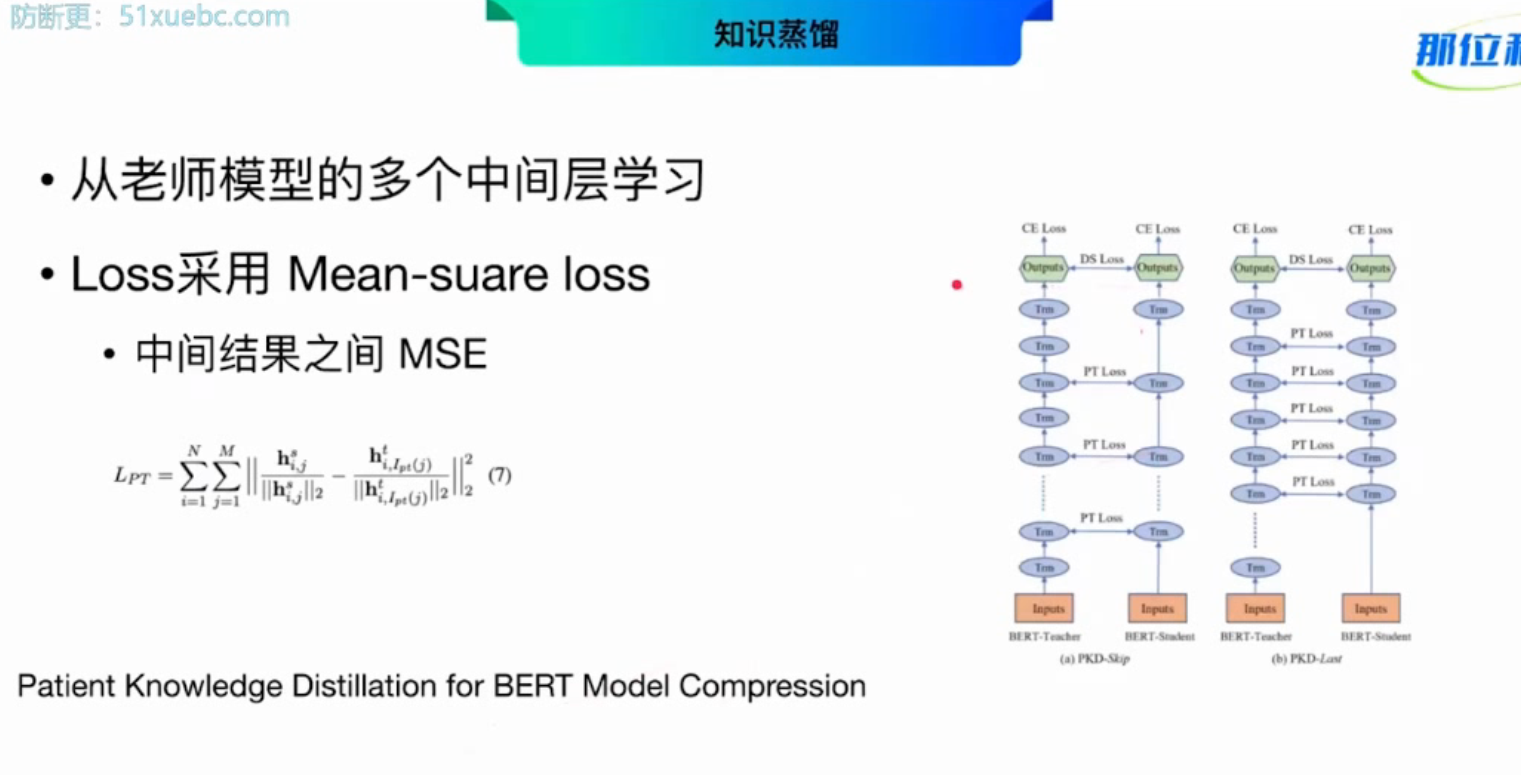 防断更：51xuebc.com
知识蒸馏
那位
• 从老师模型的多个中间层学习
• Loss采用 Mean-suare loss
• 中间结果之间 MSE
L_{PT} = \sum_{i=1}^{N} \sum_{j=1}^{M} || \frac{h^s_{i,j}}{||h^s_{i,j}||_2} - \frac{h^t_{i,I_{pt}(j)}}{||h^t_{i,I_{pt}(j)}||_2} ||_2^2 (7)
CE Loss CE Loss CE Loss CE Loss
Outputs DS Loss Outputs Outputs DS Loss Outputs
Trm Trm Trm Trm
Trm Trm PT Loss Trm
Trm PT Loss Trm Trm PT Loss Trm
Trm Trm PT Loss Trm
Trm PT Loss Trm Trm PT Loss Trm
Trm PT Loss Trm
Trm PT Loss Trm
Trm Trm
Inputs Inputs Inputs Inputs
BERT-Teacher BERT-Student BERT-Teacher BERT-Student
(a) PKD-Skip (b) PKD-Last
Patient Knowledge Distillation for BERT Model Compression